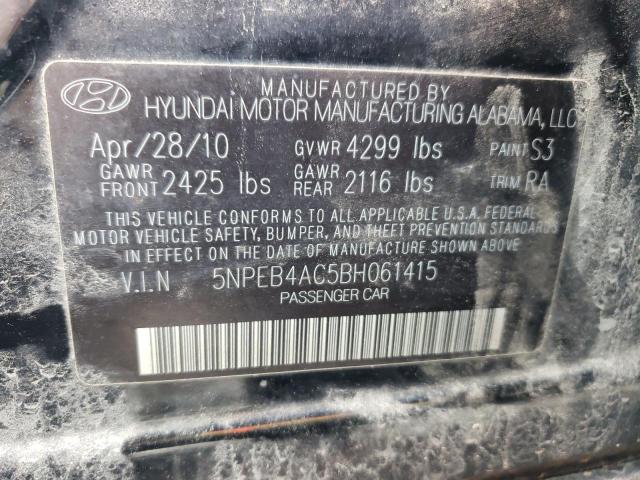 MANUFACTURED BY
HYUNDAI MOTOR MANUFACTURING ALABAMA, LLC
Apr/28/10 GVWR 4299 lbs PAINT S3
GAWR FRONT 2425 lbs GAWR REAR 2116 lbs TRIM RA
THIS VEHICLE CONFORMS TO ALL APPLICABLE U.S.A. FEDERAL
MOTOR VEHICLE SAFETY, BUMPER, AND THEFT PREVENTION STANDARDS
IN EFFECT ON THE DATE OF MANUFACTURE SHOWN ABOVE.
V.I.N 5NPEB4AC5BH061415
PASSENGER CAR